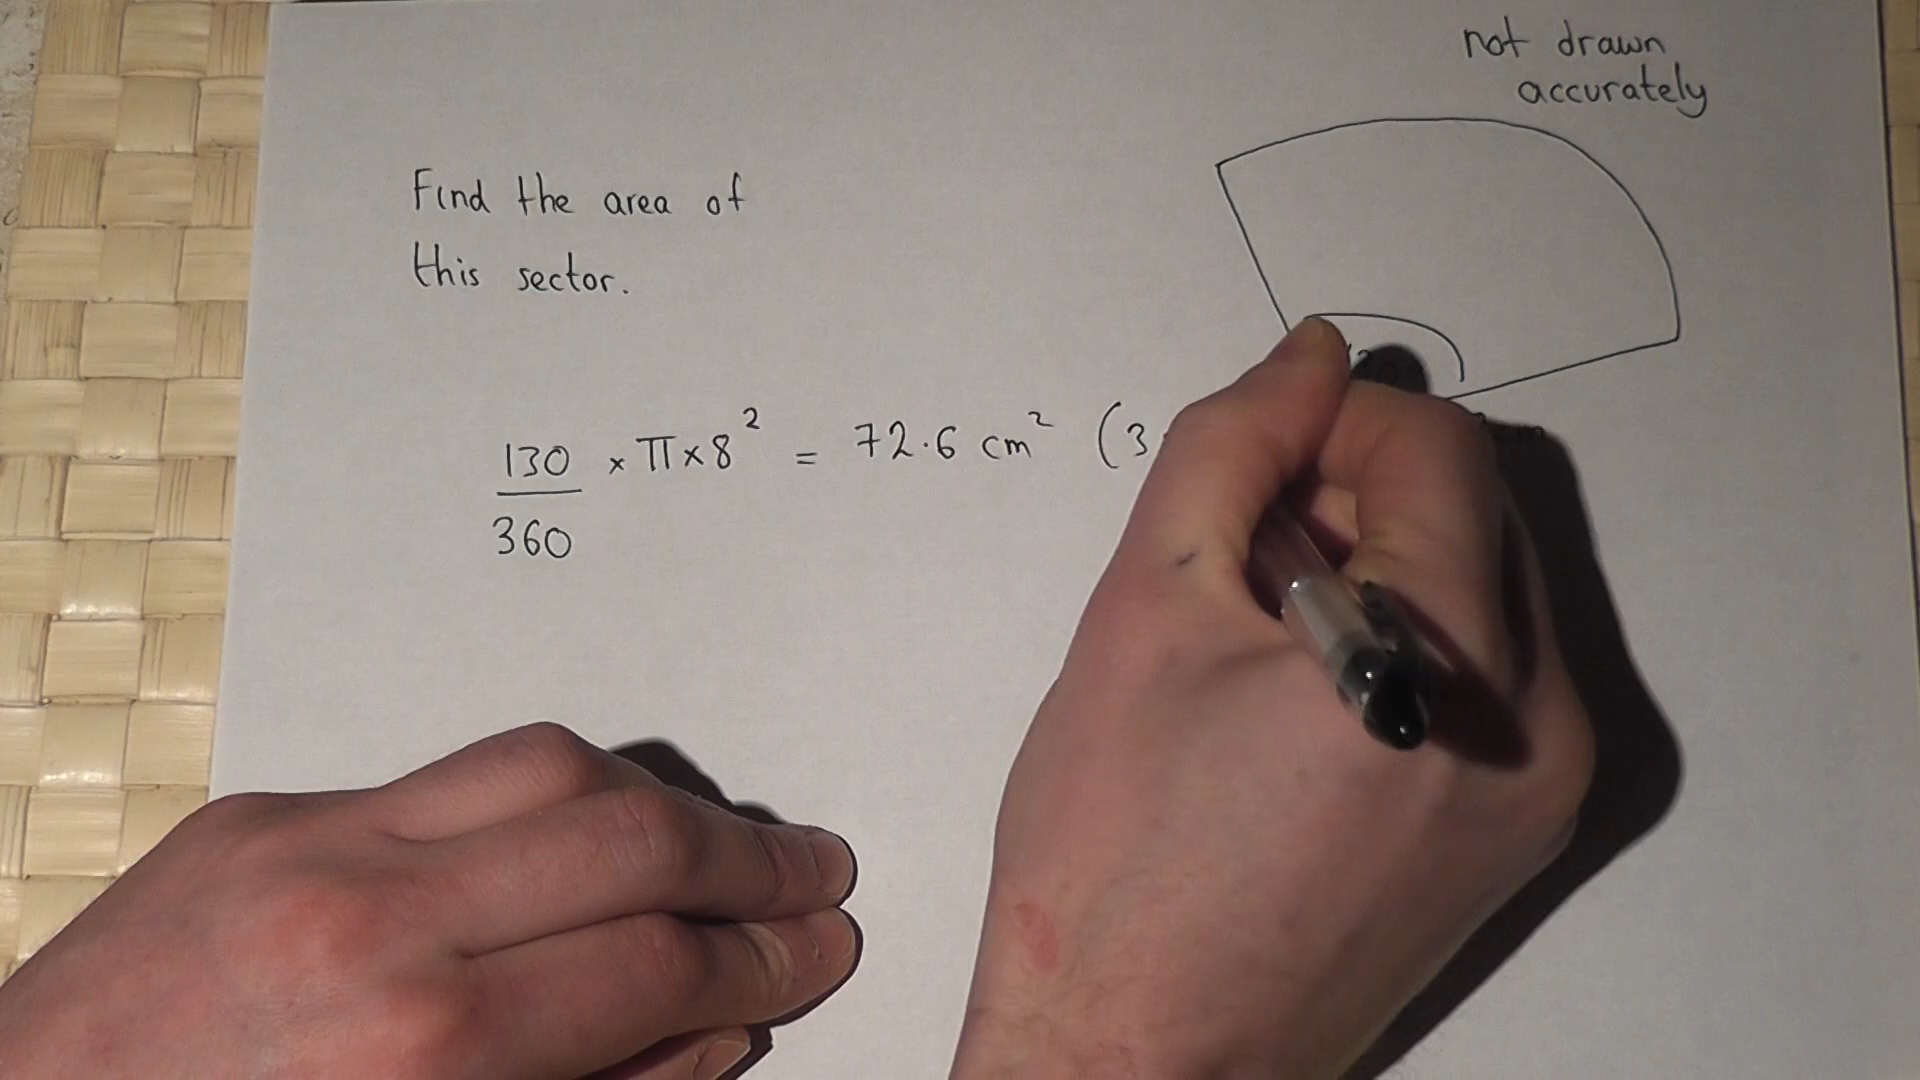 not drawn
accurately
Find the area of
this sector.
130/360 × π × 8² = 72.6 cm² (3